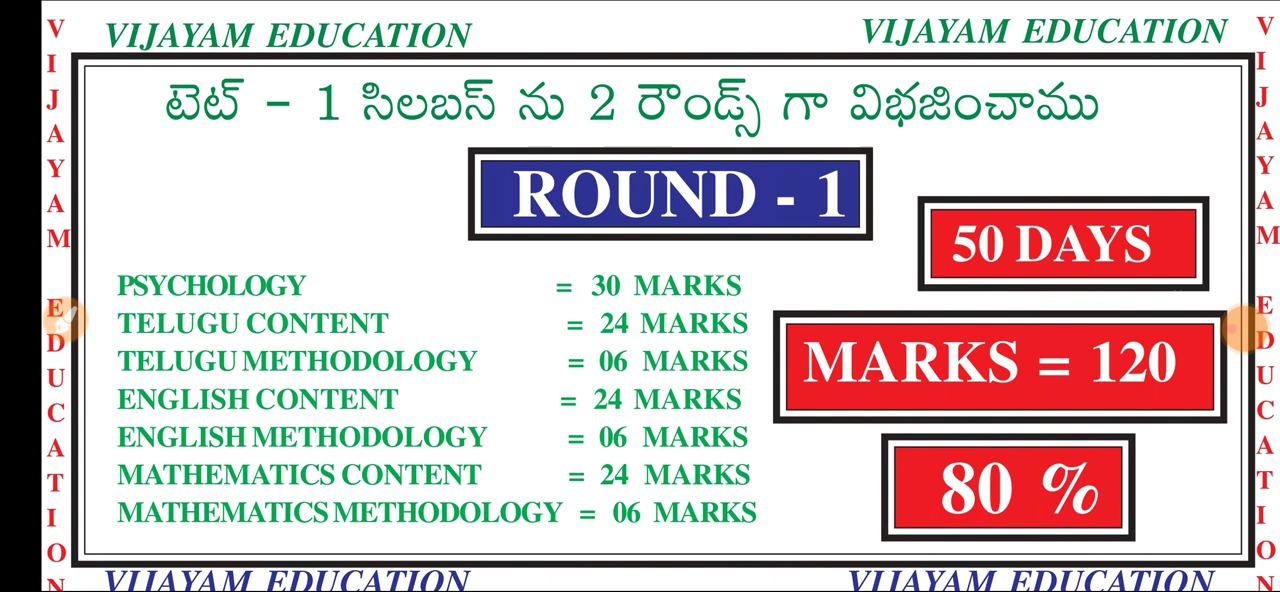 VIJAYAM EDUCATION
VIJAYAM EDUCATION
VIJAYAM EDUCATION
VIJAYAM EDUCATION
టెట్ – 1 సిలబస్ ను 2 రౌండ్స్ గా విభజించాము
ROUND - 1
50 DAYS
PSYCHOLOGY = 30 MARKS
TELUGU CONTENT = 24 MARKS
TELUGU METHODOLOGY = 06 MARKS
ENGLISH CONTENT = 24 MARKS
ENGLISH METHODOLOGY = 06 MARKS
MATHEMATICS CONTENT = 24 MARKS
MATHEMATICS METHODOLOGY = 06 MARKS
MARKS = 120
80 %
VIJAYAM EDUCATION
VIJAYAM EDUCATION